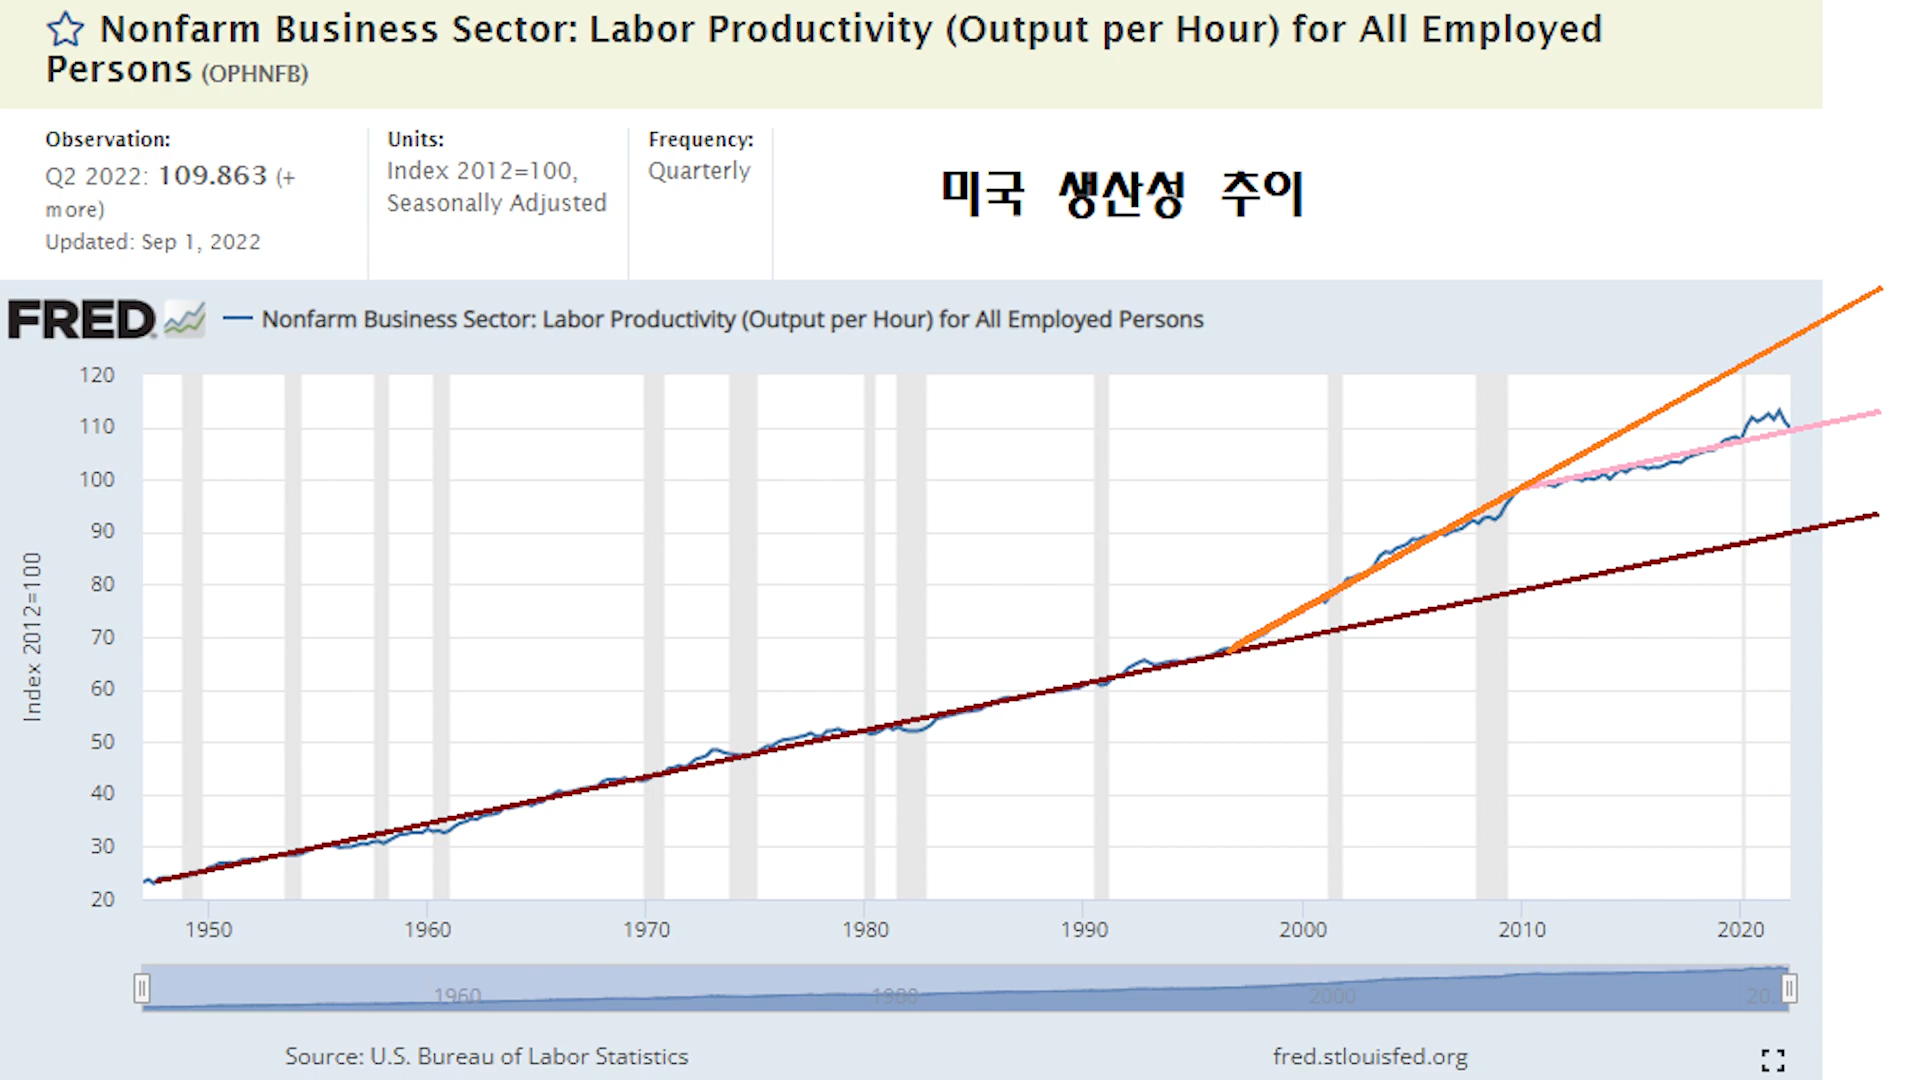 Nonfarm Business Sector: Labor Productivity (Output per Hour) for All Employed
Persons (OPHNFB)
Observation:
Q2 2022: 109.863 (+
more)
Updated: Sep 1, 2022
Units:
Index 2012=100,
Seasonally Adjusted
Frequency:
Quarterly
미국 생산성 추이
FRED
Nonfarm Business Sector: Labor Productivity (Output per Hour) for All Employed Persons
120
110
100
90
80
70
60
50
40
30
20
Index 2012=100
1950
1960
1970
1980
1990
2000
2010
2020
1960
1980
2000
20
Source: U.S. Bureau of Labor Statistics
fred.stlouisfed.org